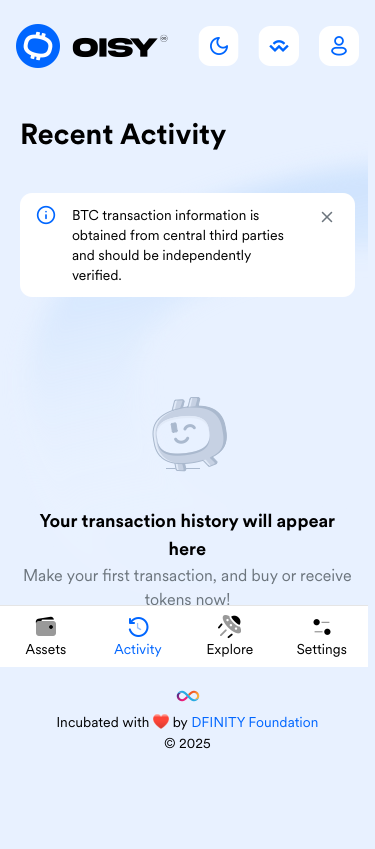 OISY
Recent Activity
BTC transaction information is
obtained from central third parties
and should be independently
verified.
Your transaction history will appear
here
Make your first transaction, and buy or receive
tokens now!
Assets
Activity
Explore
Settings
Incubated with ❤️ by DFINITY Foundation
© 2025